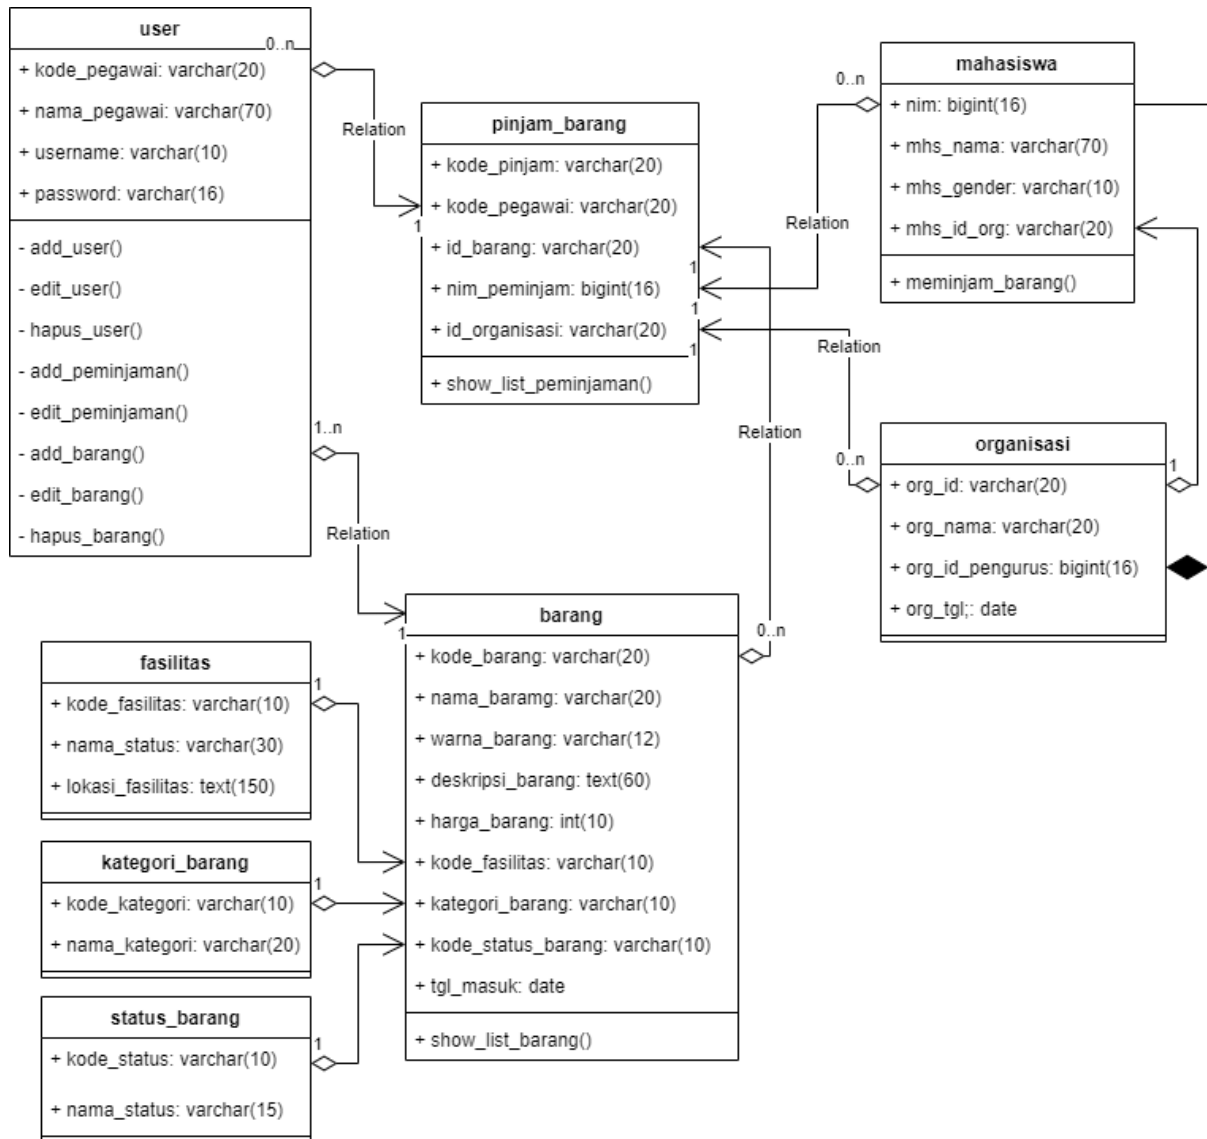 user
0..n
+ kode_pegawai: varchar(20)
+ nama_pegawai: varchar(70)
+ username: varchar(10)
+ password: varchar(16)
- add_user()
- edit_user()
- hapus_user()
- add_peminjaman()
- edit_peminjaman()
- add_barang()
- edit_barang()
- hapus_barang()
1..n
Relation
Relation
pinjam_barang
+ kode_pinjam: varchar(20)
+ kode_pegawai: varchar(20)
1
+ id_barang: varchar(20)
1
+ nim_peminjam: bigint(16)
1
+ id_organisasi: varchar(20)
1
+ show_list_peminjaman()
mahasiswa
0..n
+ nim: bigint(16)
+ mhs_nama: varchar(70)
+ mhs_gender: varchar(10)
+ mhs_id_org: varchar(20)
+ meminjam_barang()
Relation
Relation
Relation
organisasi
0..n
1
+ org_id: varchar(20)
+ org_nama: varchar(20)
+ org_id_pengurus: bigint(16)
+ org_tgl;: date
barang
1
0..n
+ kode_barang: varchar(20)
+ nama_baramg: varchar(20)
+ warna_barang: varchar(12)
+ deskripsi_barang: text(60)
+ harga_barang: int(10)
+ kode_fasilitas: varchar(10)
+ kategori_barang: varchar(10)
+ kode_status_barang: varchar(10)
+ tgl_masuk: date
+ show_list_barang()
fasilitas
1
+ kode_fasilitas: varchar(10)
+ nama_status: varchar(30)
+ lokasi_fasilitas: text(150)
kategori_barang
1
+ kode_kategori: varchar(10)
+ nama_kategori: varchar(20)
status_barang
1
+ kode_status: varchar(10)
+ nama_status: varchar(15)